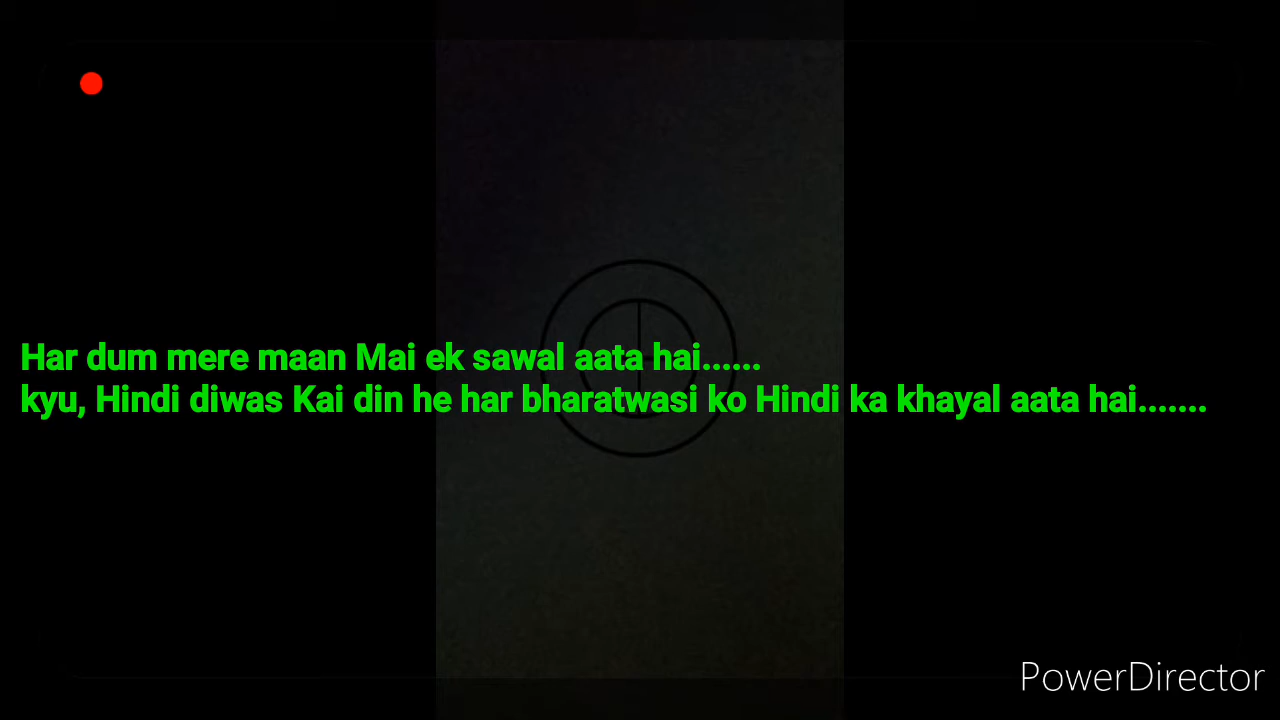 Har dum mere maan Mai ek sawal aata hai......
kyu, Hindi diwas Kai din he har bharatwasi ko Hindi ka khayal aata hai.......
PowerDirector